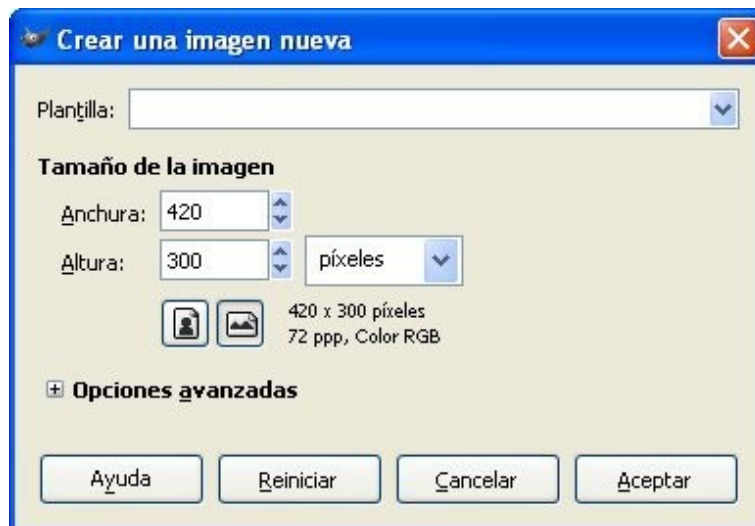 Crear una imagen nueva
Plantilla:
Tamaño de la imagen
Anchura: 420
Altura: 300 píxeles
420 x 300 píxeles
72 ppp, Color RGB
Opciones avanzadas
Ayuda Reiniciar Cancelar Aceptar